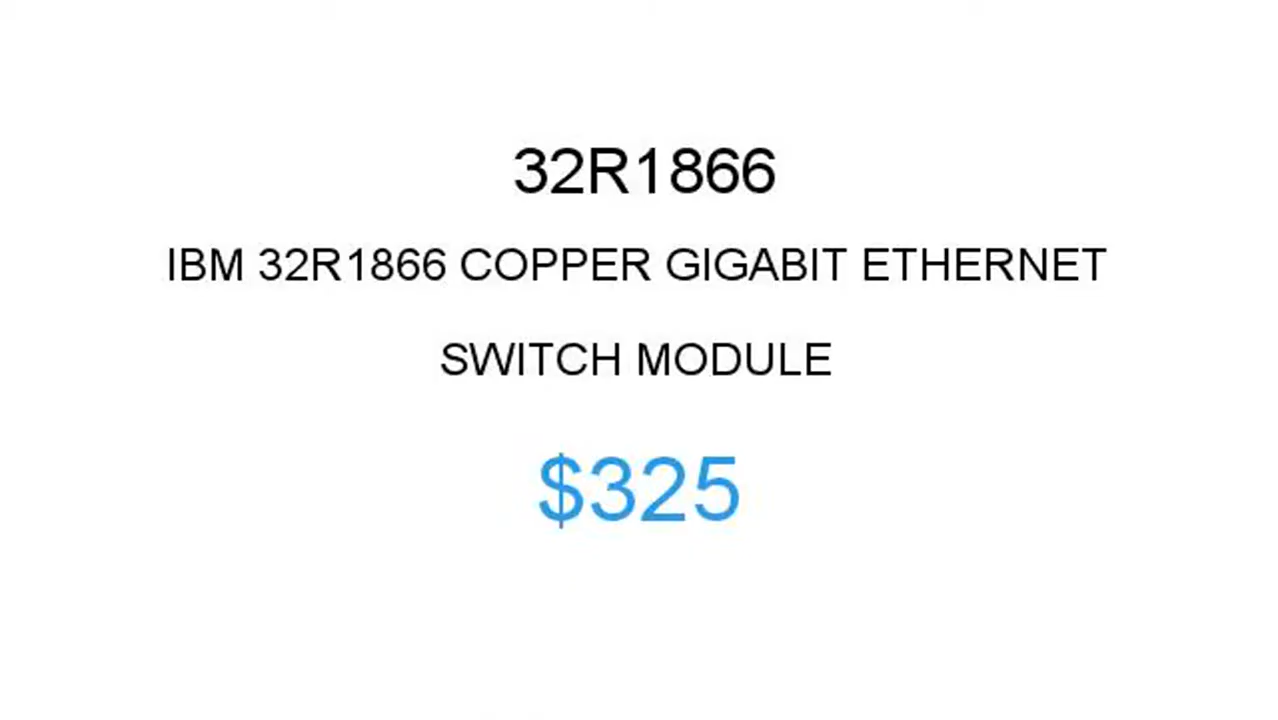 32R1866
IBM 32R1866 COPPER GIGABIT ETHERNET
SWITCH MODULE
$325